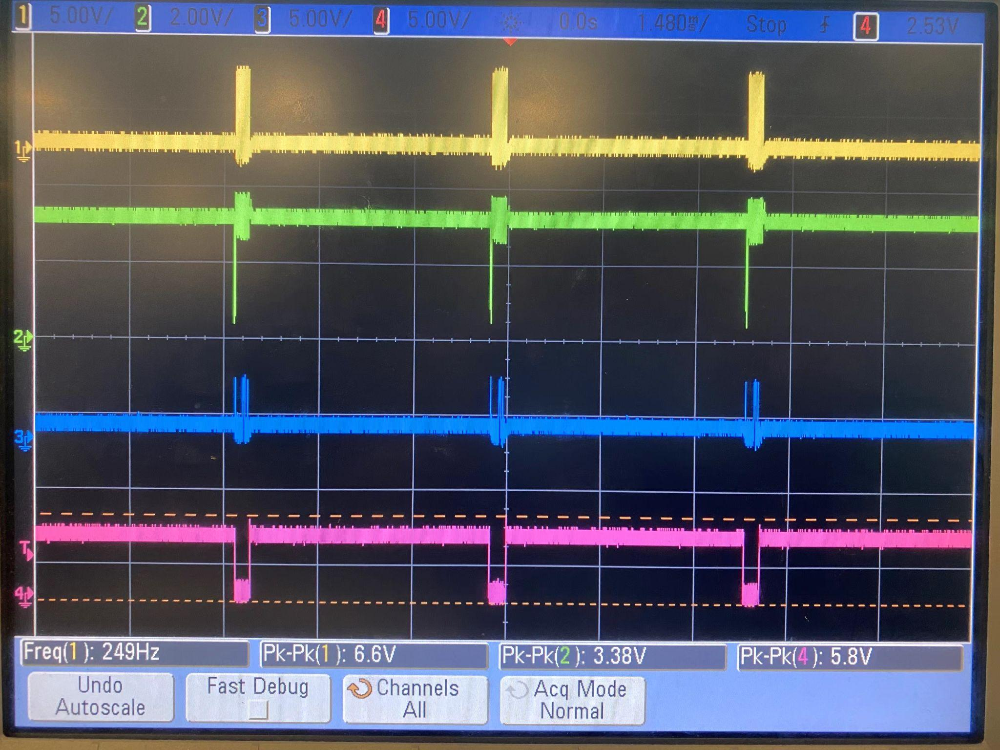 1 5.00V/ 2 2.00V/ 3 5.00V/ 4 5.00V/ 0.0s 1.480ms/ Stop 4 2.53V
1
2
3
T
4
Freq(1): 249Hz Pk-Pk(1): 6.6V Pk-Pk(2): 3.38V Pk-Pk(4): 5.8V
Undo
Autoscale
Fast Debug
Channels
All
Acq Mode
Normal